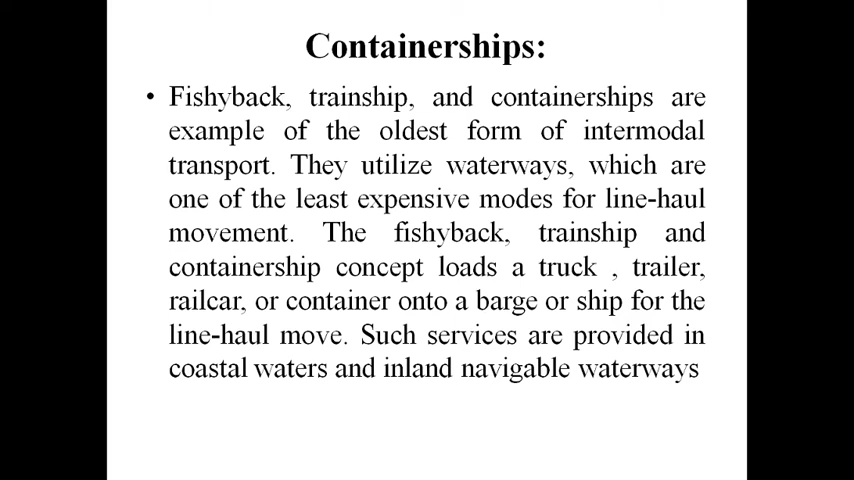 Containerships:
• Fishyback, trainship, and containerships are
example of the oldest form of intermodal
transport. They utilize waterways, which are
one of the least expensive modes for line-haul
movement. The fishyback, trainship and
containership concept loads a truck , trailer,
railcar, or container onto a barge or ship for the
line-haul move. Such services are provided in
coastal waters and inland navigable waterways